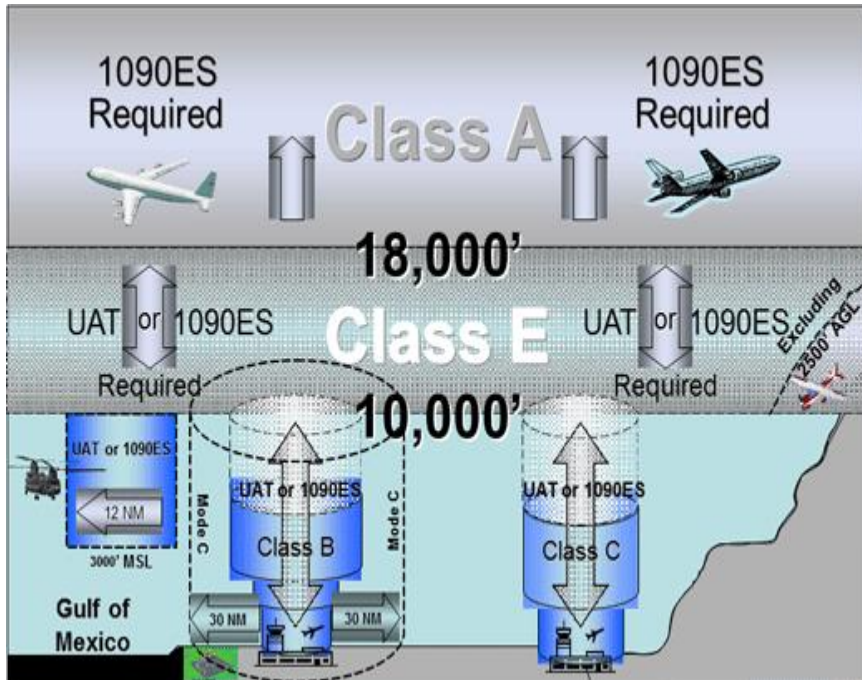 1090ES
Required
1090ES
Required
Class A
18,000’
UAT or 1090ES
UAT or 1090ES
Class E
Excluding
2500’ AGL
Required
Required
10,000’
UAT or 1090ES
UAT or 1090ES
UAT or 1090ES
12 NM
Mode C
Mode C
Class B
Class C
3000’ MSL
Gulf of
Mexico
30 NM
30 NM